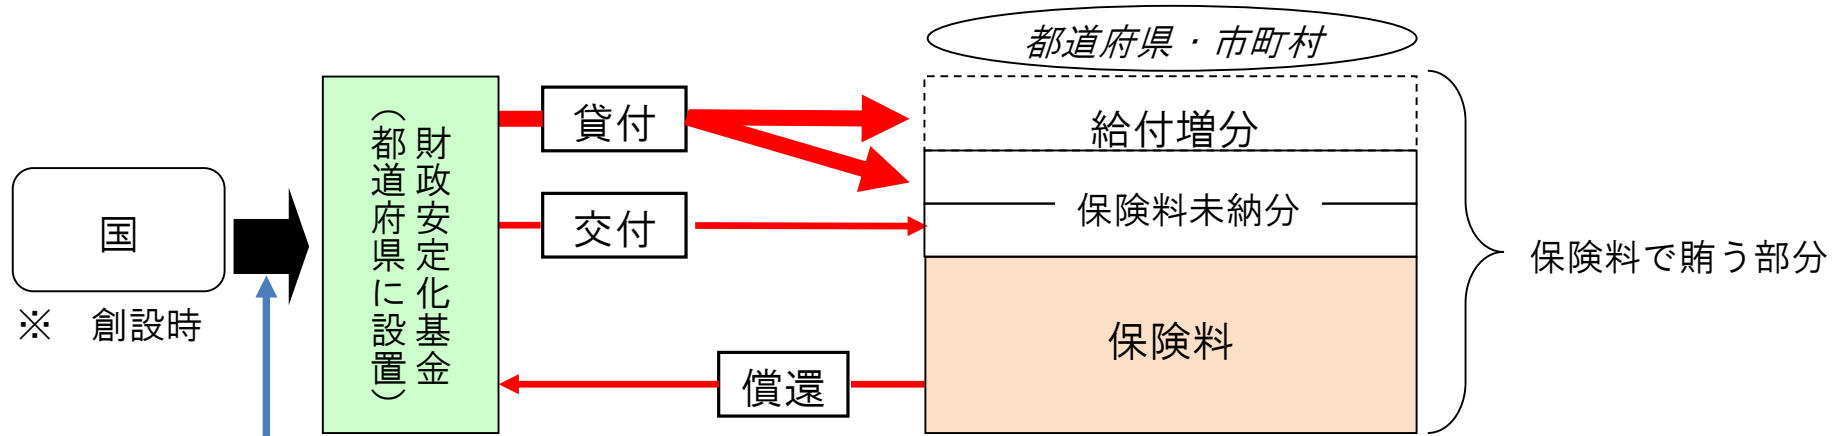 国
※　創設時
財政安定化基金
（都道府県に設置）
貸付
交付
償還
都道府県・市町村
給付増分
保険料未納分
保険料
保険料で賄う部分